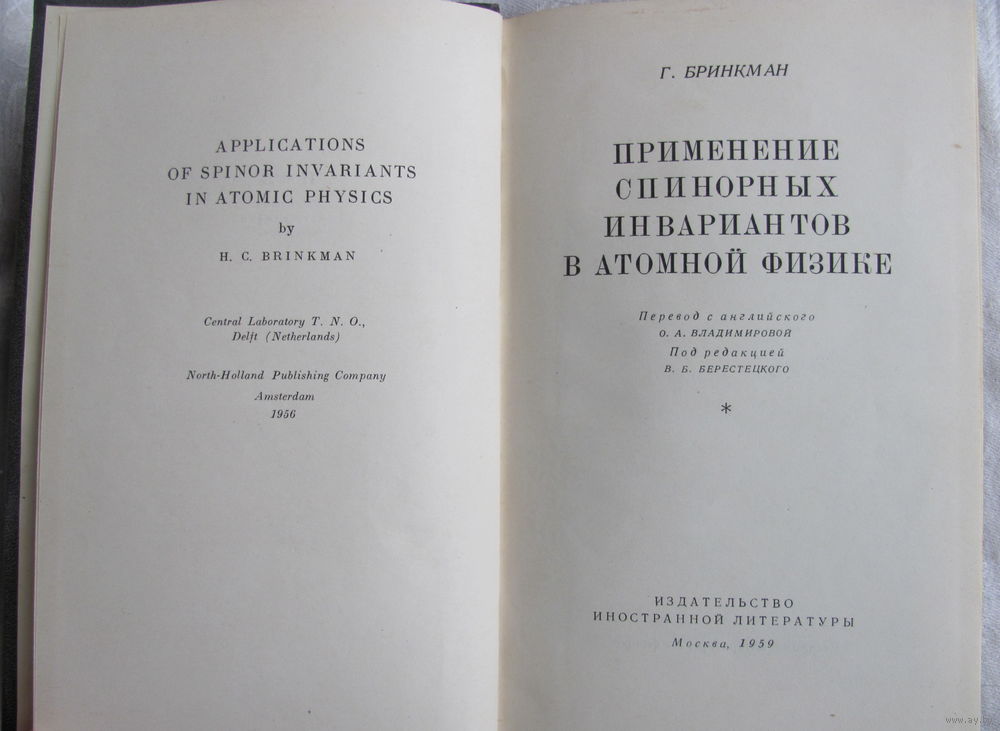 APPLICATIONS
OF SPINOR INVARIANTS
IN ATOMIC PHYSICS
by
H. C. BRINKMAN
Central Laboratory T. N. O.,
Delft (Netherlands)
North-Holland Publishing Company
Amsterdam
1956
Г. БРИНКМАН
ПРИМЕНЕНИЕ
СПИНОРНЫХ
ИНВАРИАНТОВ
В АТОМНОЙ ФИЗИКЕ
Перевод с английского
О. А. ВЛАДИМИРОВОЙ
Под редакцией
В. Б. БЕРЕСТЕЦКОГО
*
ИЗДАТЕЛЬСТВО
ИНОСТРАННОЙ ЛИТЕРАТУРЫ
Москва, 1959